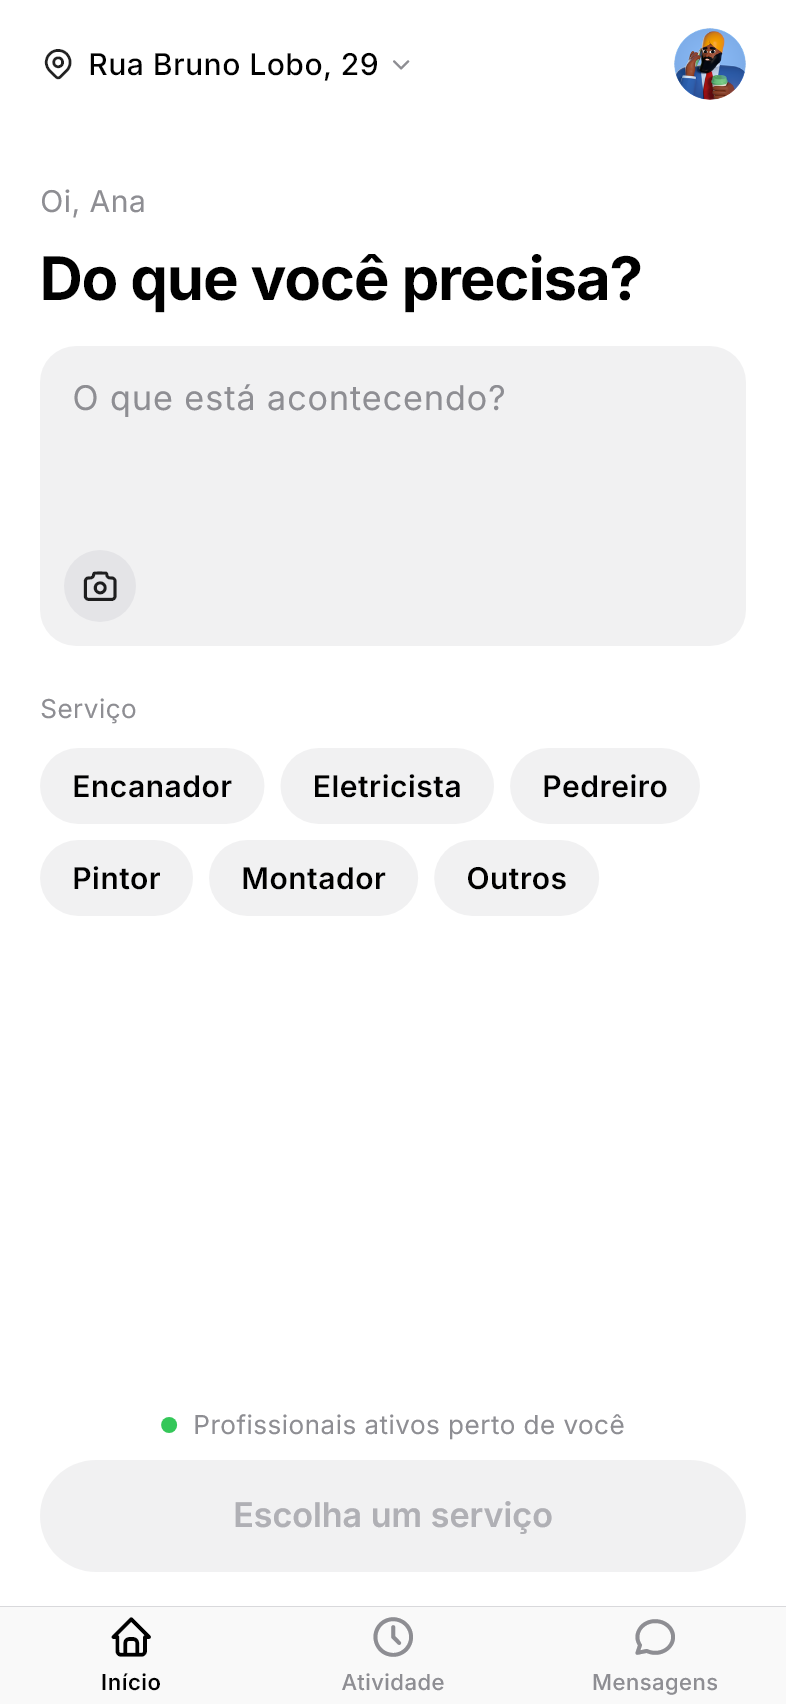 Rua Bruno Lobo, 29
Oi, Ana
Do que você precisa?
O que está acontecendo?
Serviço
Encanador Eletricista Pedreiro
Pintor Montador Outros
Profissionais ativos perto de você
Escolha um serviço
Início Atividade Mensagens